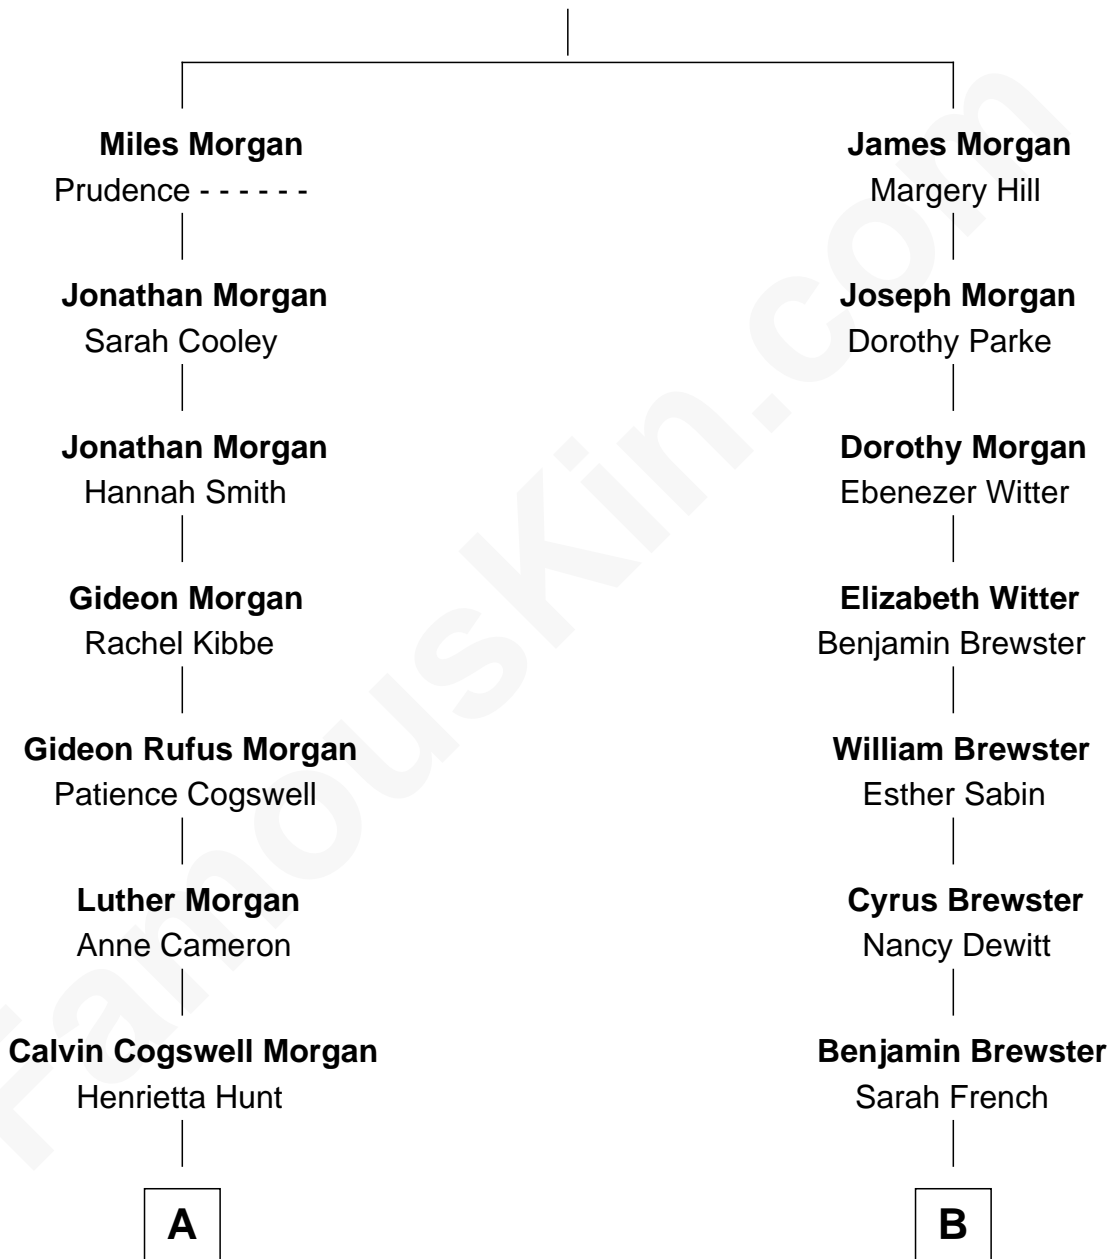 Miles Morgan
Prudence - - - - - -
Jonathan Morgan
Sarah Cooley
Jonathan Morgan
Hannah Smith
Gideon Morgan
Rachel Kibbe
Gideon Rufus Morgan
Patience Cogswell
Luther Morgan
Anne Cameron
Calvin Cogswell Morgan
Henrietta Hunt
A
James Morgan
Margery Hill
Joseph Morgan
Dorothy Parke
Dorothy Morgan
Ebenezer Witter
Elizabeth Witter
Benjamin Brewster
William Brewster
Esther Sabin
Cyrus Brewster
Nancy Dewitt
Benjamin Brewster
Sarah French
B
FamousKin.com